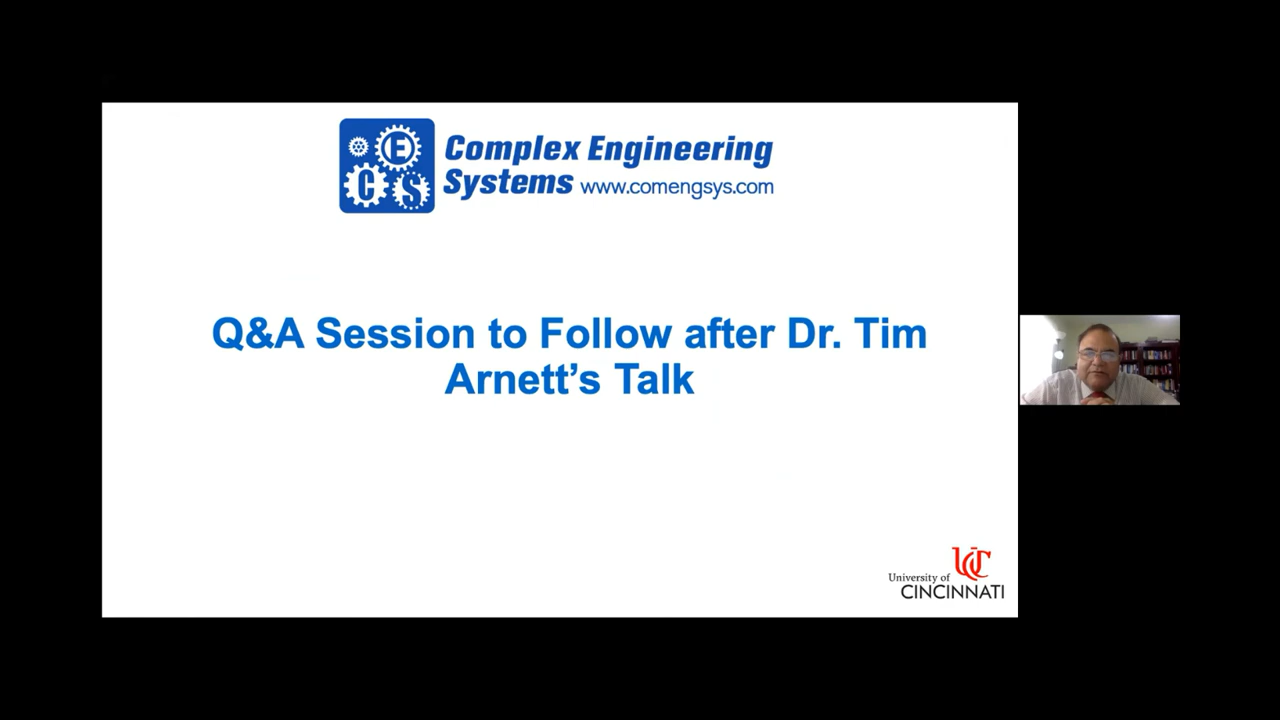 E
C S
Complex Engineering
Systems www.comengsys.com
Q&A Session to Follow after Dr. Tim
Arnett’s Talk
UC
University of
CINCINNATI